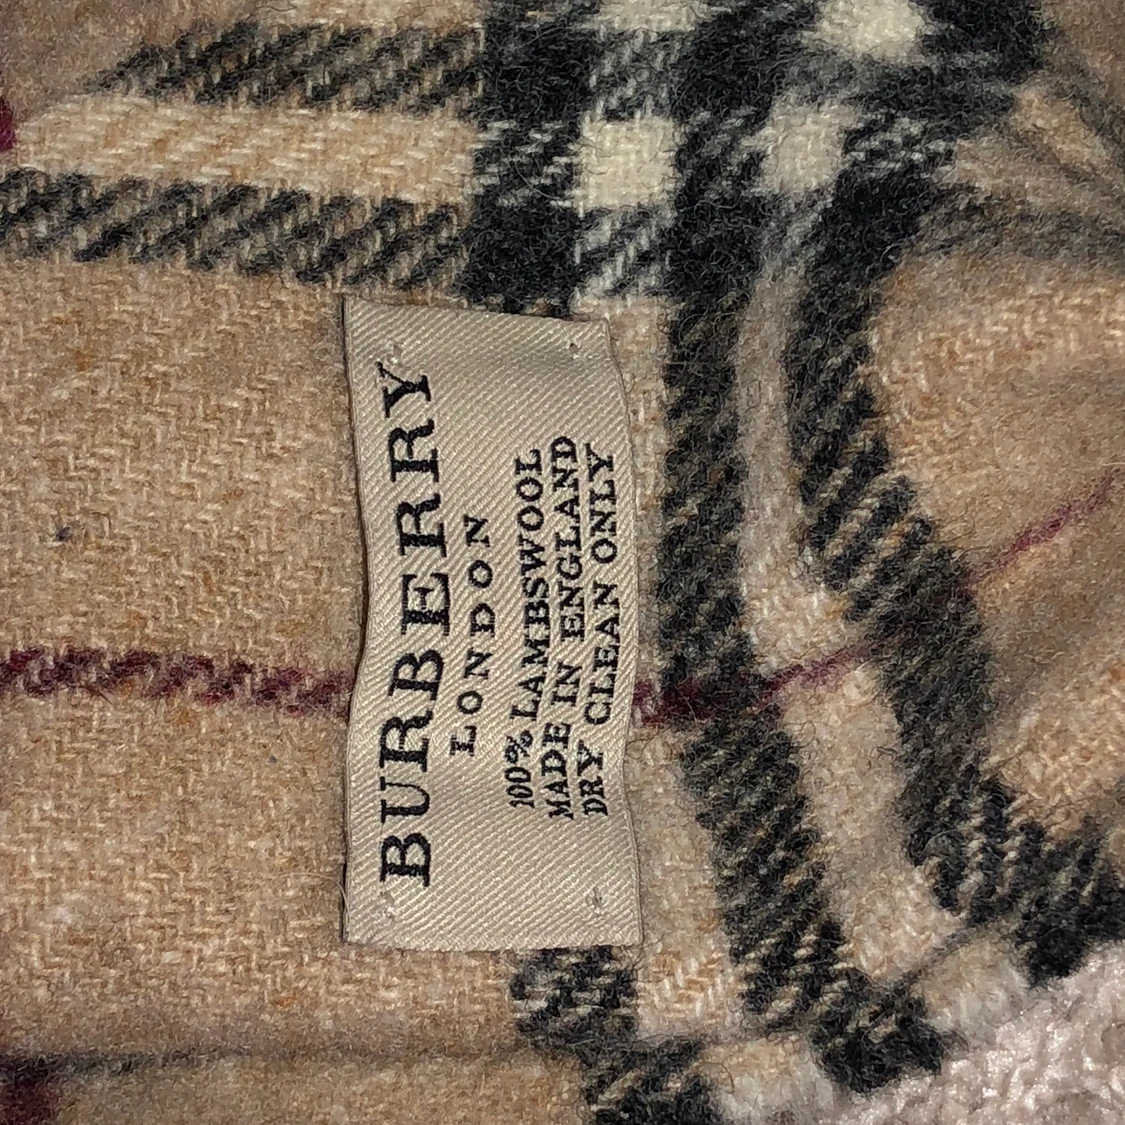 BURBERRY
LONDON
100% LAMBSWOOL
MADE IN ENGLAND
DRY CLEAN ONLY